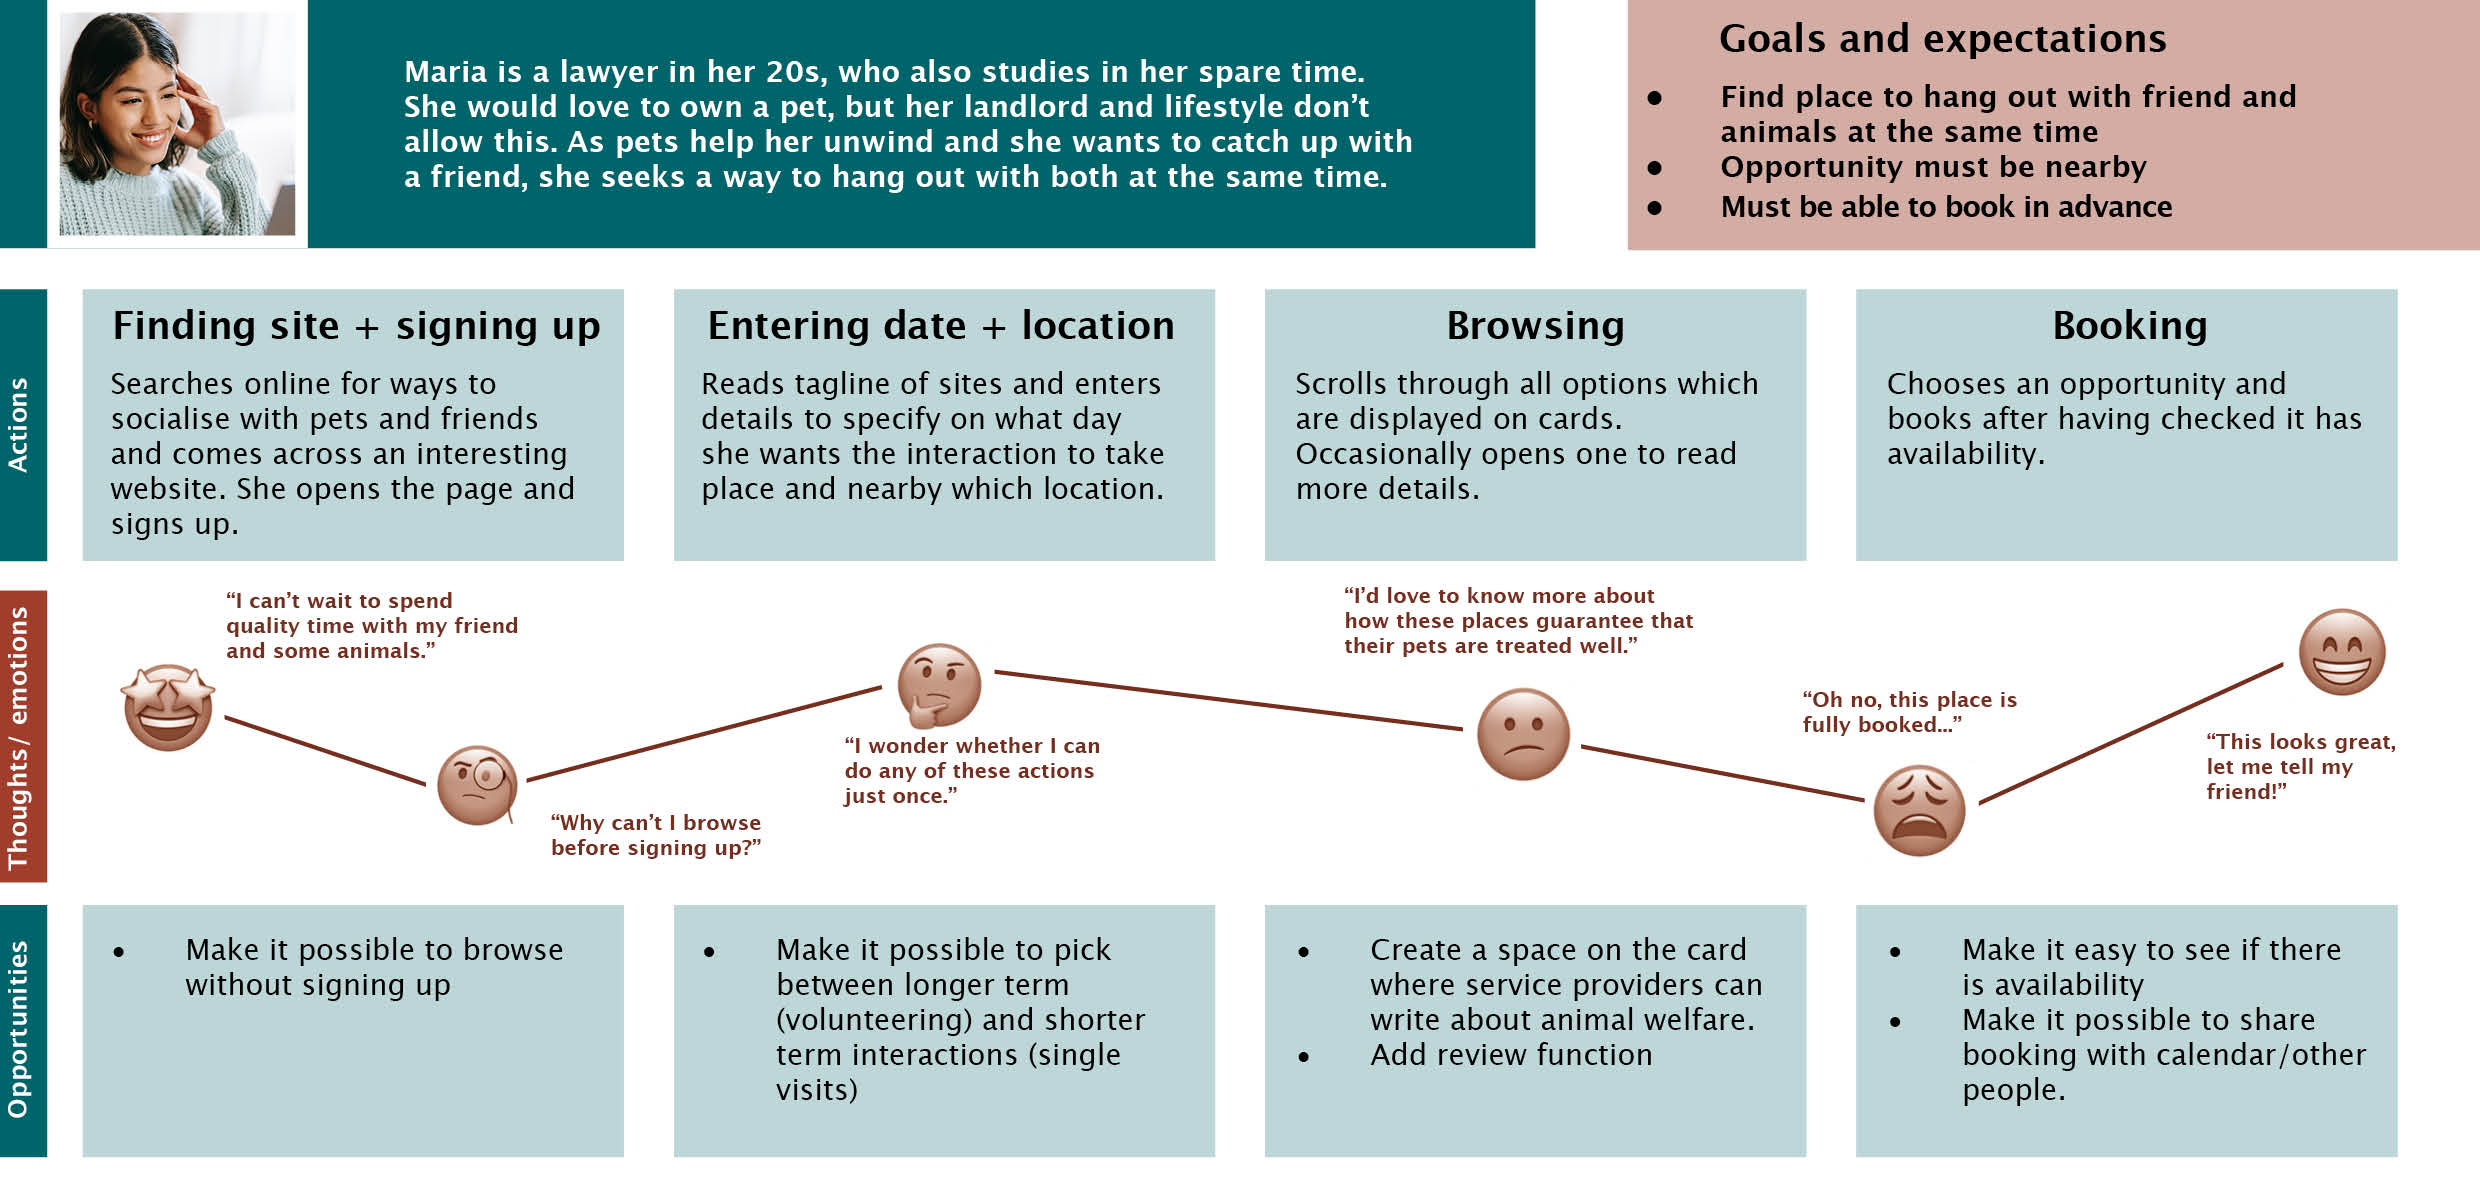 Maria is a lawyer in her 20s, who also studies in her spare time.
She would love to own a pet, but her landlord and lifestyle don’t
allow this. As pets help her unwind and she wants to catch up with
a friend, she seeks a way to hang out with both at the same time.
Goals and expectations
● Find place to hang out with friend and
animals at the same time
● Opportunity must be nearby
● Must be able to book in advance
Actions
Finding site + signing up
Searches online for ways to
socialise with pets and friends
and comes across an interesting
website. She opens the page and
signs up.
Entering date + location
Reads tagline of sites and enters
details to specify on what day
she wants the interaction to take
place and nearby which location.
Browsing
Scrolls through all options which
are displayed on cards.
Occasionally opens one to read
more details.
Booking
Chooses an opportunity and
books after having checked it has
availability.
Thoughts/ emotions
“I can’t wait to spend
quality time with my friend
and some animals.”
“Why can’t I browse
before signing up?”
“I wonder whether I can
do any of these actions
just once.”
“I’d love to know more about
how these places guarantee that
their pets are treated well.”
“Oh no, this place is
fully booked...”
“This looks great,
let me tell my
friend!”
Opportunities
• Make it possible to browse
without signing up
• Make it possible to pick
between longer term
(volunteering) and shorter
term interactions (single
visits)
• Create a space on the card
where service providers can
write about animal welfare.
• Add review function
• Make it easy to see if there
is availability
• Make it possible to share
booking with calendar/other
people.